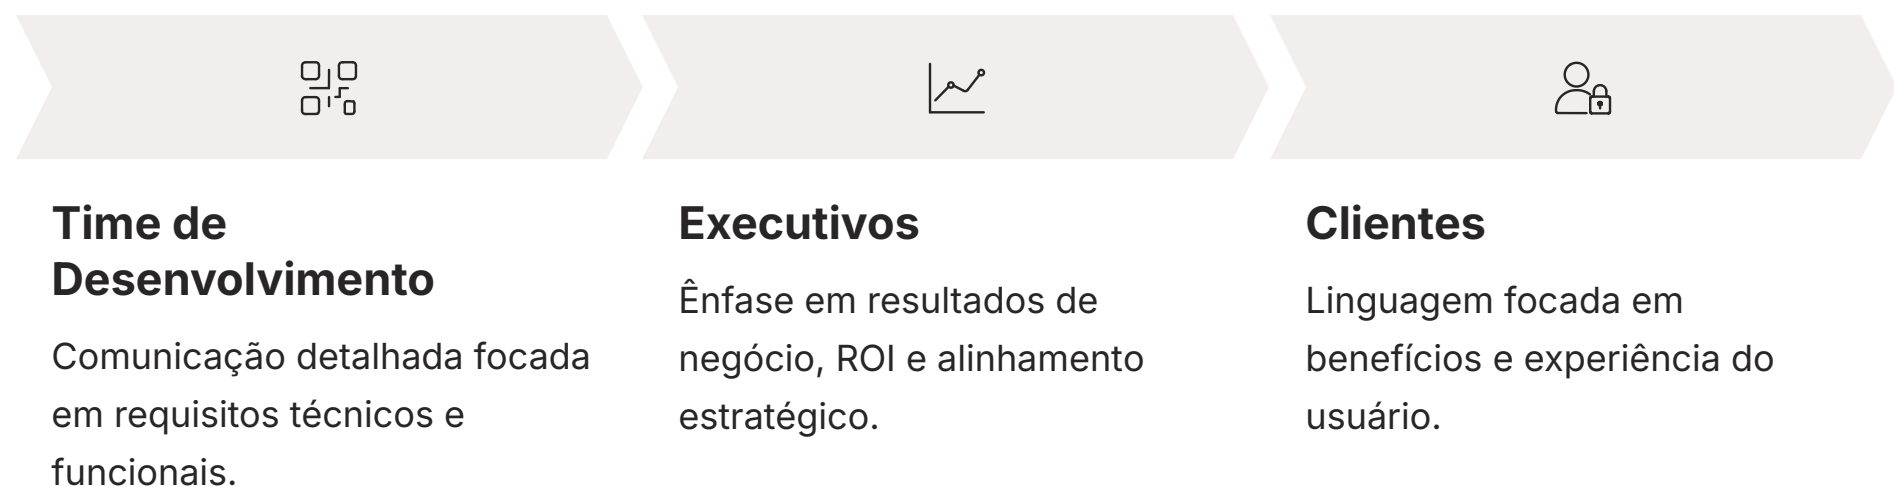 Time de
Desenvolvimento
Comunicação detalhada focada
em requisitos técnicos e
funcionais.
Executivos
Ênfase em resultados de
negócio, ROI e alinhamento
estratégico.
Clientes
Linguagem focada em
benefícios e experiência do
usuário.